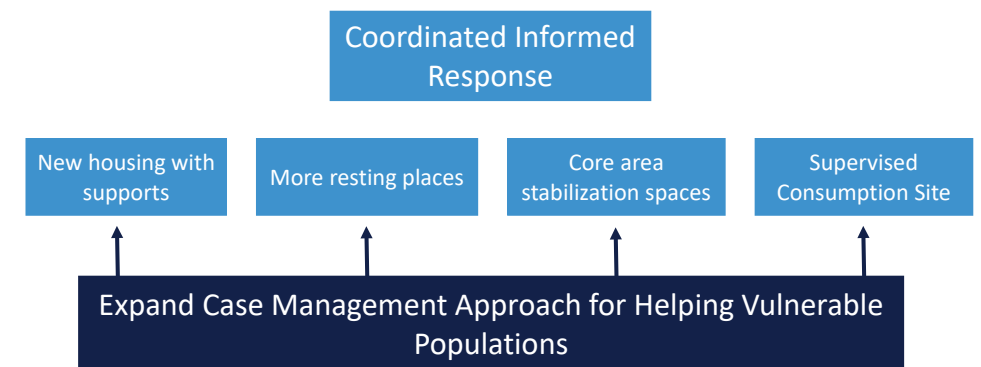 Coordinated Informed
Response
New housing with
supports
More resting places
Core area
stabilization spaces
Supervised
Consumption Site
Expand Case Management Approach for Helping Vulnerable
Populations